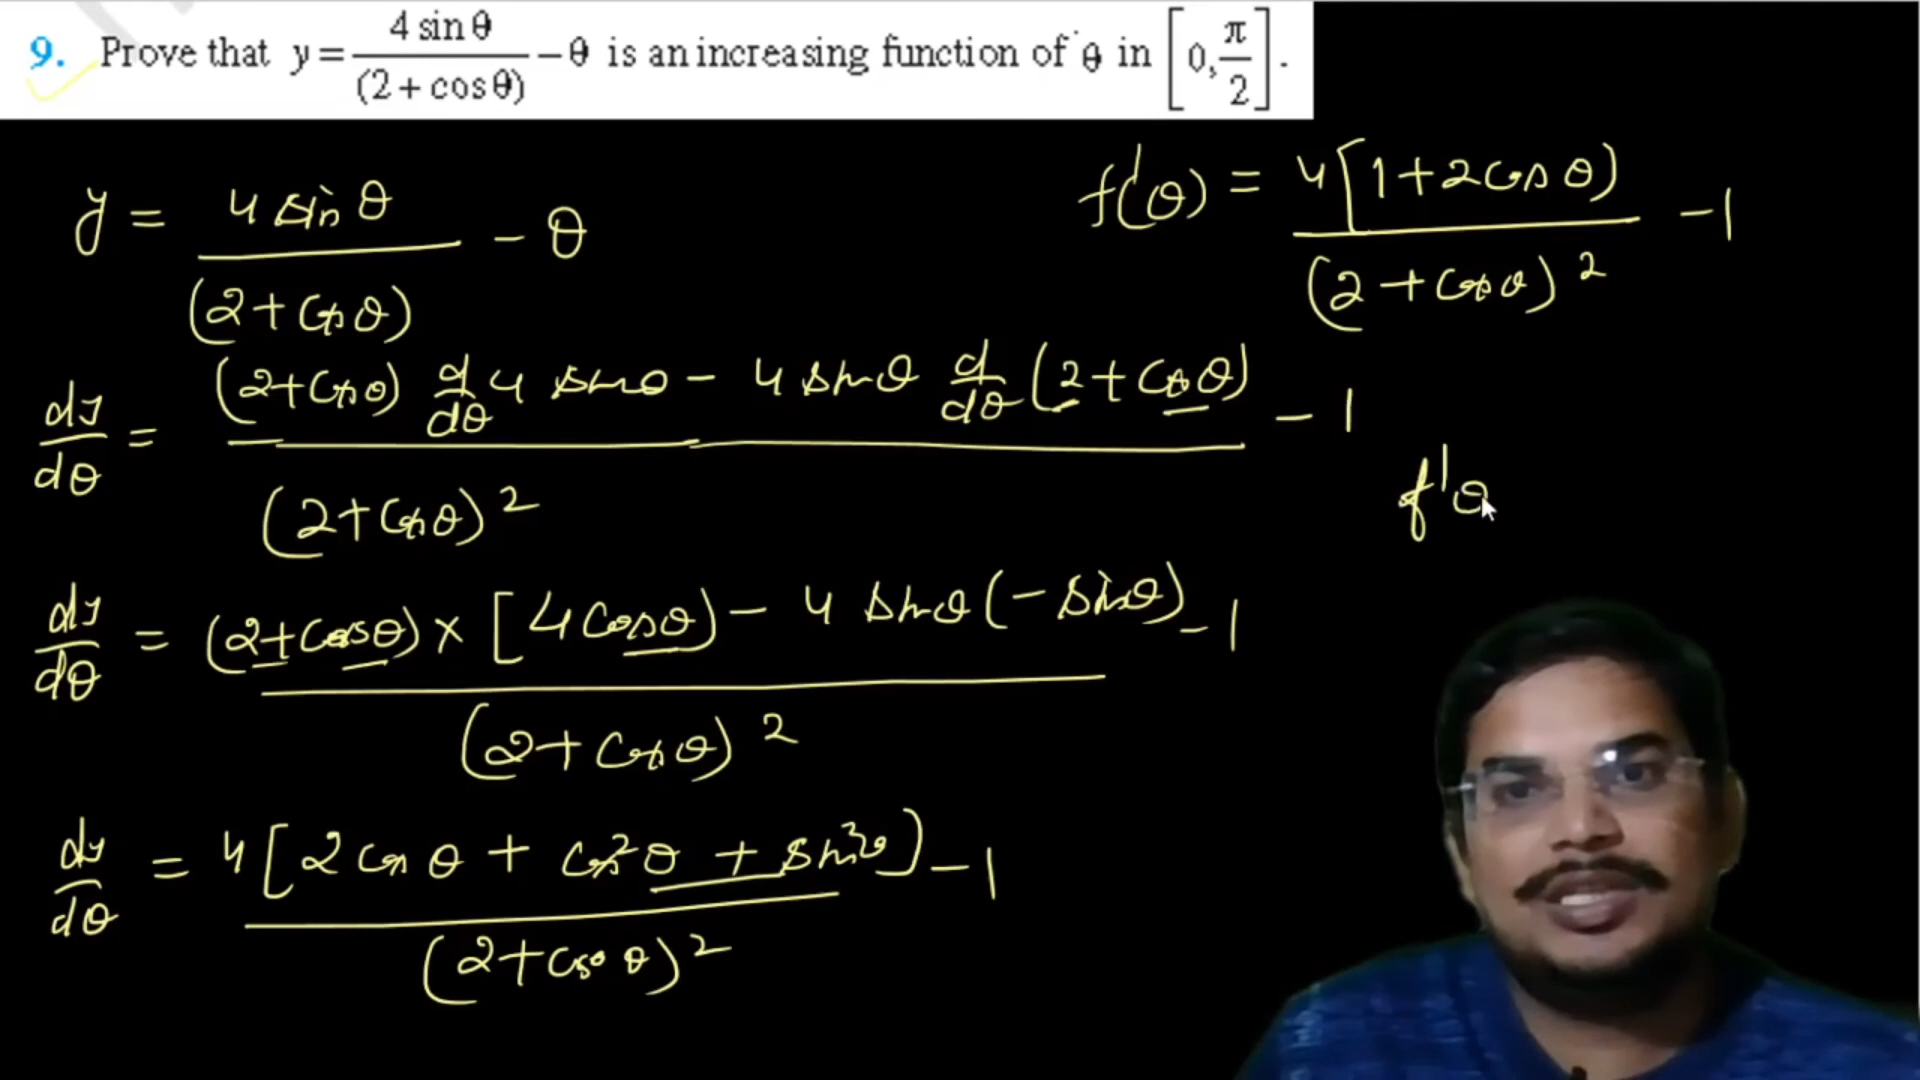 9. Prove that y = 4 sin θ / (2 + cos θ) − θ is an increasing function of θ in [0, π/2].
y = 4 sin θ / (2 + cos θ) − θ
dy/dθ = ((2 + cos θ) d/dθ 4 sin θ − 4 sin θ d/dθ (2 + cos θ)) / (2 + cos θ)² − 1
dy/dθ = ((2 + cos θ) × [4 cos θ) − 4 sin θ (− sin θ)) / (2 + cos θ)² − 1
dy/dθ = 4[2 cos θ + cos²θ + sin²θ) / (2 + cos θ)² − 1
f'(θ) = 4[1 + 2 cos θ) / (2 + cos θ)² − 1
f'θ